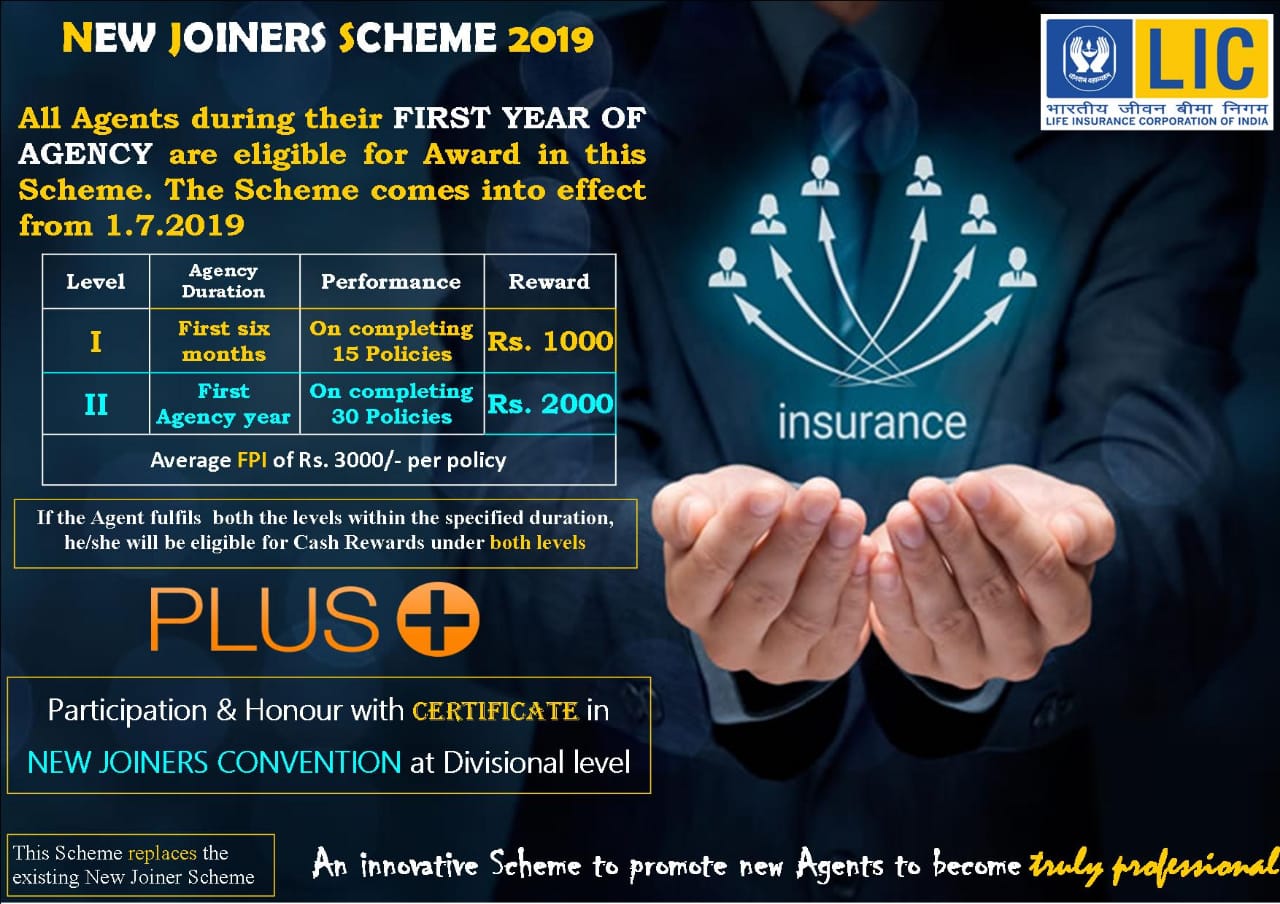 NEW JOINERS SCHEME 2019
LIC
भारतीय जीवन बीमा निगम
LIFE INSURANCE CORPORATION OF INDIA
All Agents during their FIRST YEAR OF
AGENCY are eligible for Award in this
Scheme. The Scheme comes into effect
from 1.7.2019
Level Agency Duration Performance Reward
I First six months On completing 15 Policies Rs. 1000
II First Agency year On completing 30 Policies Rs. 2000
Average FPI of Rs. 3000/- per policy
insurance
If the Agent fulfils both the levels within the specified duration,
he/she will be eligible for Cash Rewards under both levels
PLUS +
Participation & Honour with CERTIFICATE in
NEW JOINERS CONVENTION at Divisional level
This Scheme replaces the
existing New Joiner Scheme
An innovative Scheme to promote new Agents to become truly professional